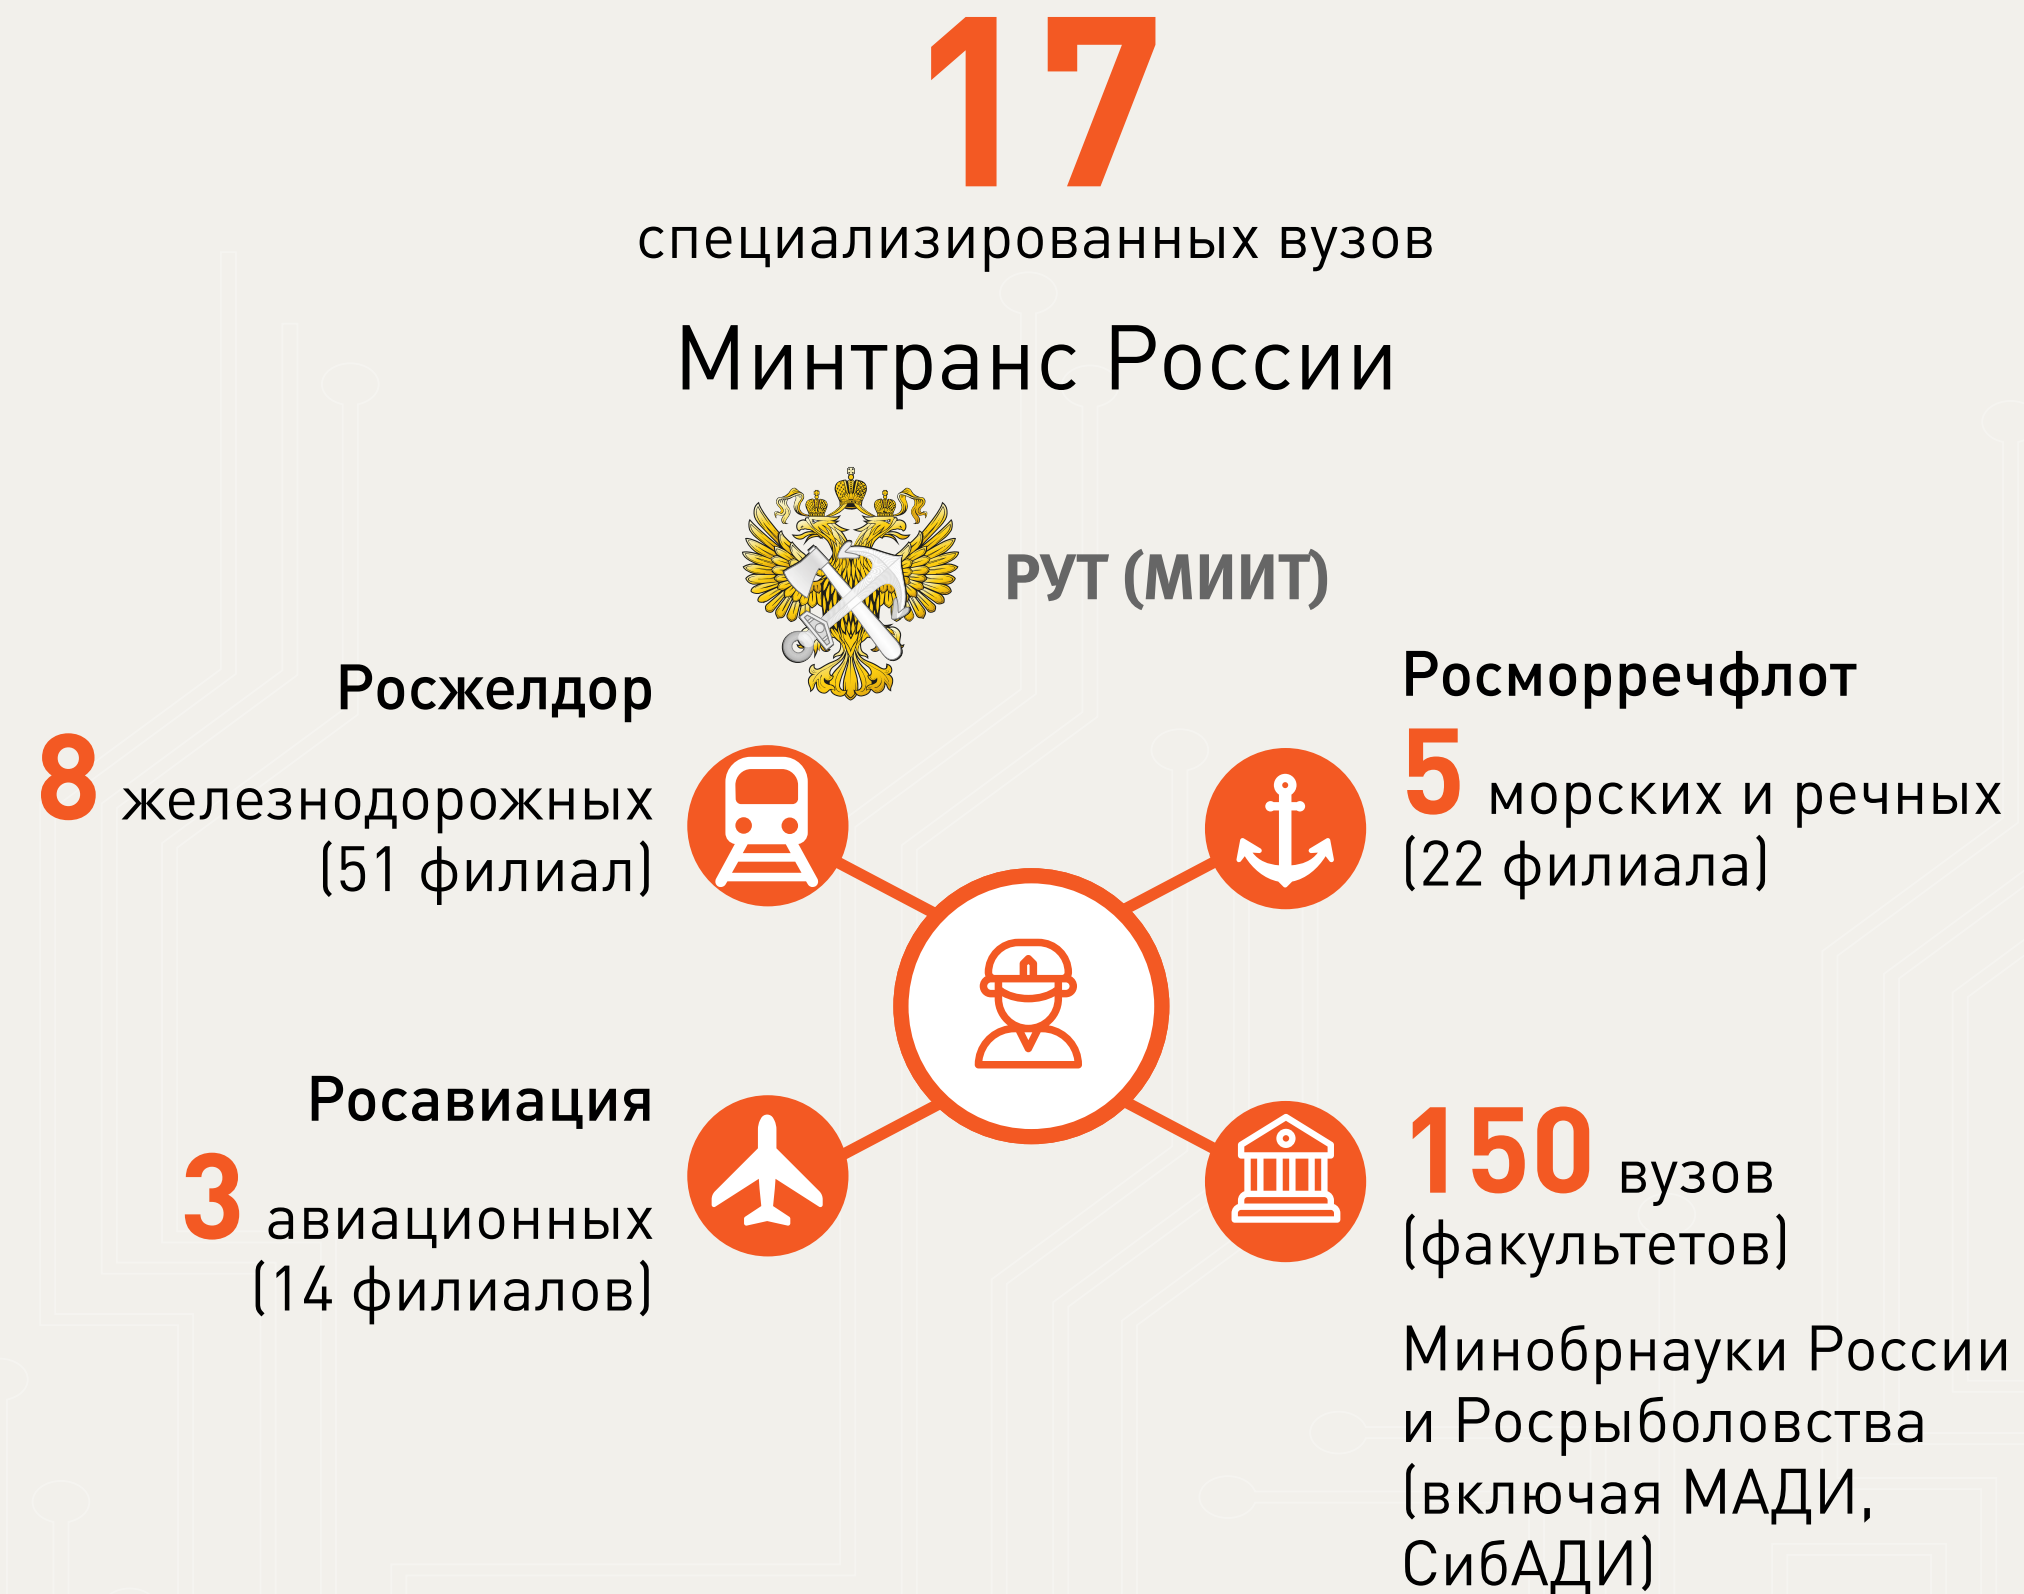 17
специализированных вузов
Минтранс России
РУТ (МИИТ)
Росжелдор
8 железнодорожных
(51 филиал)
Росморречфлот
5 морских и речных
(22 филиала)
Росавиация
3 авиационных
(14 филиалов)
150 вузов
(факультетов)
Минобрнауки России
и Росрыболовства
(включая МАДИ,
СибАДИ)